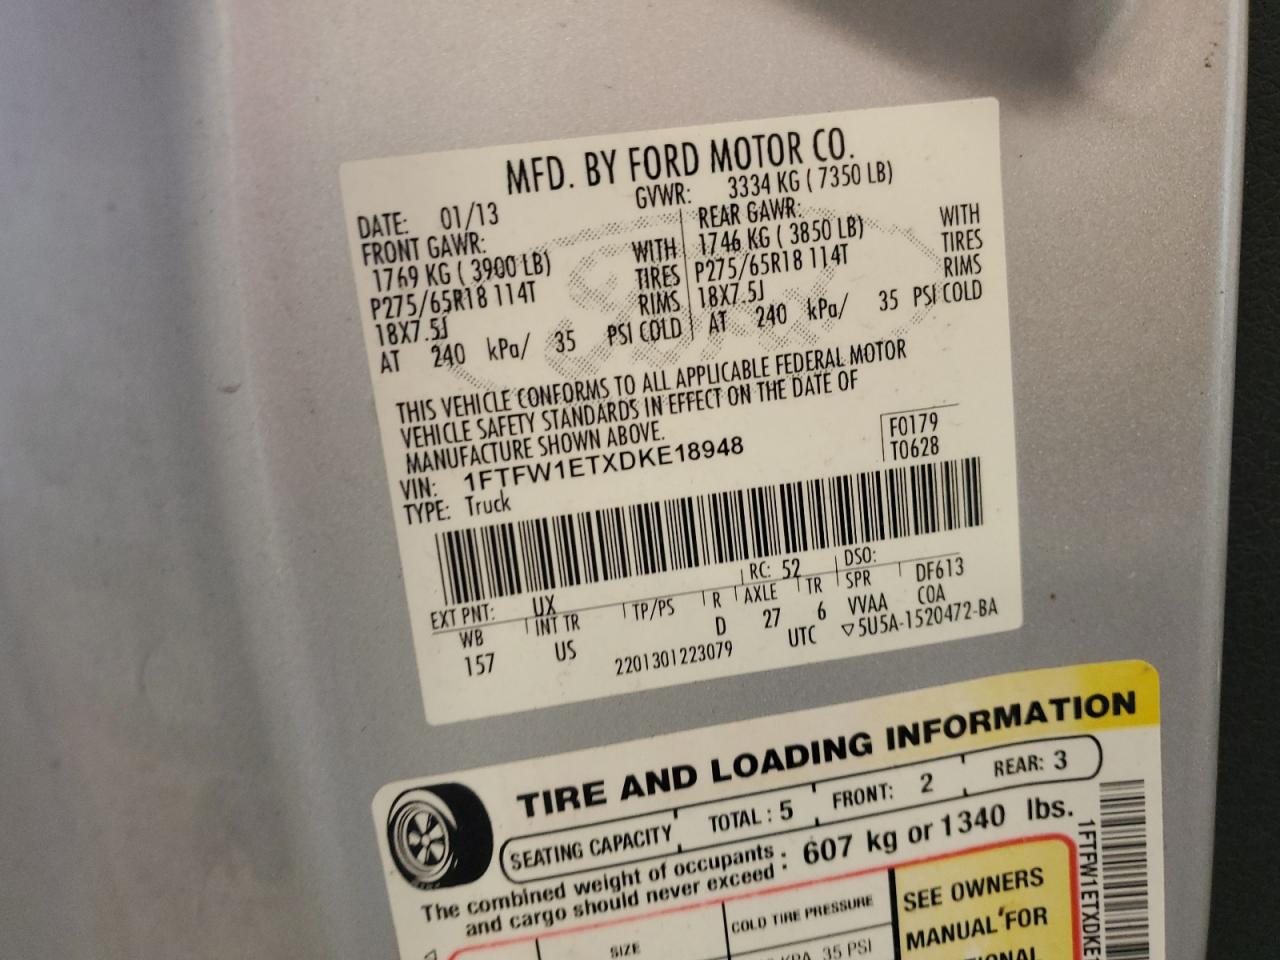 MFD. BY FORD MOTOR CO.
DATE: 01/13 GVWR: 3334 KG ( 7350 LB)
FRONT GAWR: REAR GAWR:
1769 KG ( 3900 LB) WITH 1746 KG ( 3850 LB) WITH
P275/65R18 114T TIRES P275/65R18 114T TIRES
18X7.5J RIMS 18X7.5J RIMS
AT 240 kPa/ 35 PSI COLD AT 240 kPa/ 35 PSI COLD
THIS VEHICLE CONFORMS TO ALL APPLICABLE FEDERAL MOTOR
VEHICLE SAFETY STANDARDS IN EFFECT ON THE DATE OF
MANUFACTURE SHOWN ABOVE.
F0179
VIN: 1FTFW1ETXDKE18948 T0628
TYPE: Truck
RC: 52 DSO:
EXT PNT: UX
WB INT TR TP/PS R AXLE TR SPR DF613
157 US D 27 6 VVAA COA
2201301223079 UTC ▽5U5A-1520472-BA
TIRE AND LOADING INFORMATION
SEATING CAPACITY TOTAL : 5 FRONT: 2 REAR: 3
The combined weight of occupants : 607 kg or 1340 lbs.
and cargo should never exceed :
SIZE COLD TIRE PRESSURE SEE OWNERS
35 PSI MANUAL FOR
1FTFW1ETXDKE